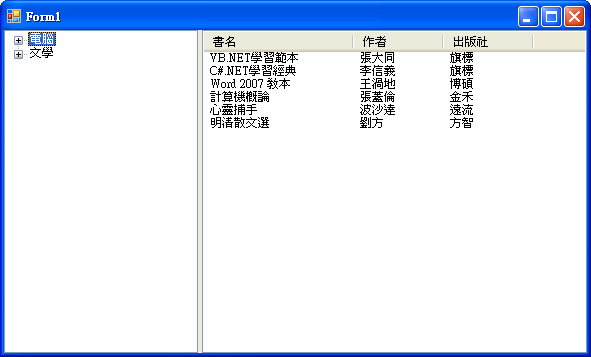 Form1
電腦
文學
書名 作者 出版社
VB.NET學習範本 張大同 旗標
C#.NET學習經典 李信義 旗標
Word 2007 教本 王渦地 博碩
計算機概論 張蓋倫 金禾
心靈捕手 波沙達 遠流
明清散文選 劉方 方智